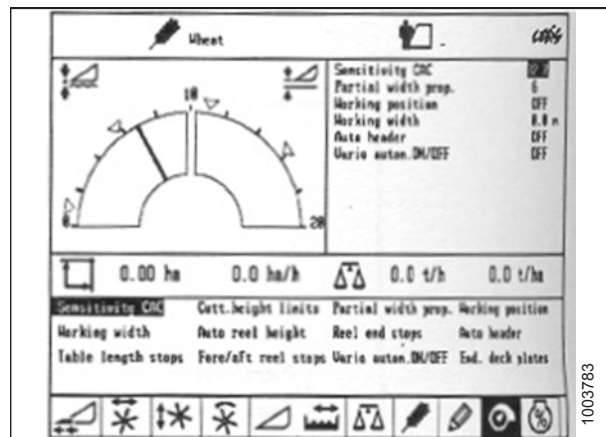 Wheat
-
cebis
Sensitivity CAC
Partial width prop. 6
Working position OFF
Working width 0.0 m
Auto header OFF
Vario autom.ON/OFF OFF
10
0
20
0.00 ha 0.0 ha/h 0.0 t/h 0.0 t/ha
Sensitivity CAC Cutt.height limits Partial width prop. Working position
Working width Auto reel height Reel end stops Auto header
Table length stops Fore/aft reel stops Vario autom.ON/OFF End. deck plates
%
1003783